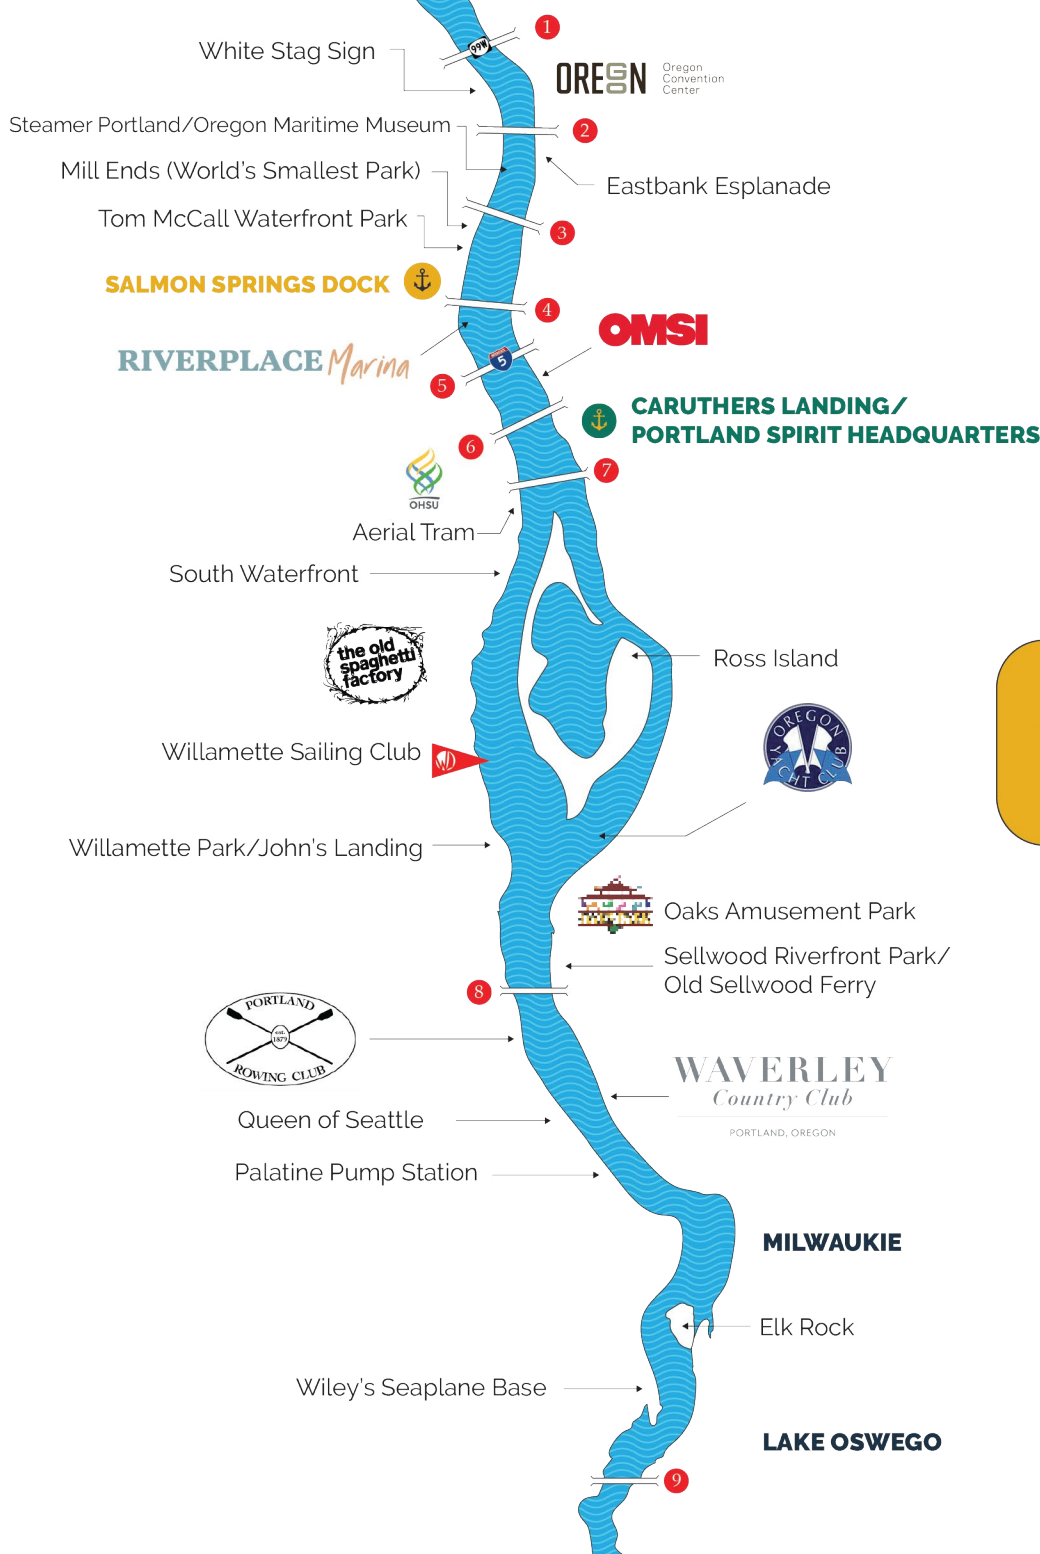 1
99W
White Stag Sign
OREGON
Oregon
Convention
Center
Steamer Portland/Oregon Maritime Museum
2
Mill Ends (World's Smallest Park)
Eastbank Esplanade
Tom McCall Waterfront Park
3
SALMON SPRINGS DOCK
4
OMSI
RIVERPLACE Marina
5
5
CARUTHERS LANDING/
PORTLAND SPIRIT HEADQUARTERS
6
7
OHSU
Aerial Tram
South Waterfront
the old
spaghetti
factory
Ross Island
OREGON
YACHT CLUB
Willamette Sailing Club
Willamette Park/John's Landing
Oaks Amusement Park
Sellwood Riverfront Park/
Old Sellwood Ferry
8
PORTLAND
est.
1879
ROWING CLUB
WAVERLEY
Country Club
PORTLAND, OREGON
Queen of Seattle
Palatine Pump Station
MILWAUKIE
Elk Rock
Wiley's Seaplane Base
LAKE OSWEGO
9